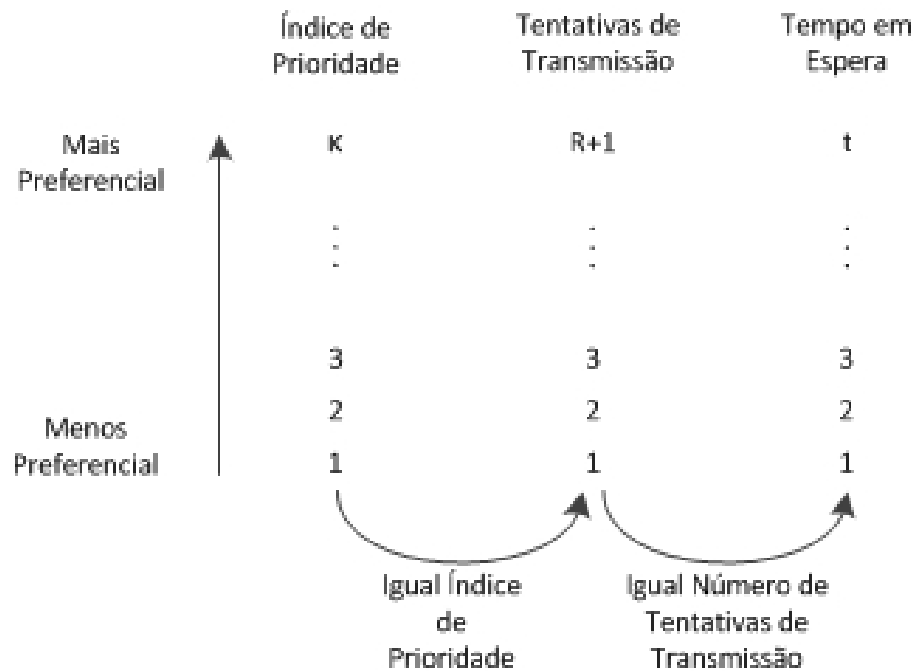 Índice de Prioridade
Tentativas de Transmissão
Tempo em Espera
Mais Preferencial
K
R+1
t
3
3
3
2
2
2
Menos Preferencial
1
1
1
Igual Índice de Prioridade
Igual Número de Tentativas de Transmissão